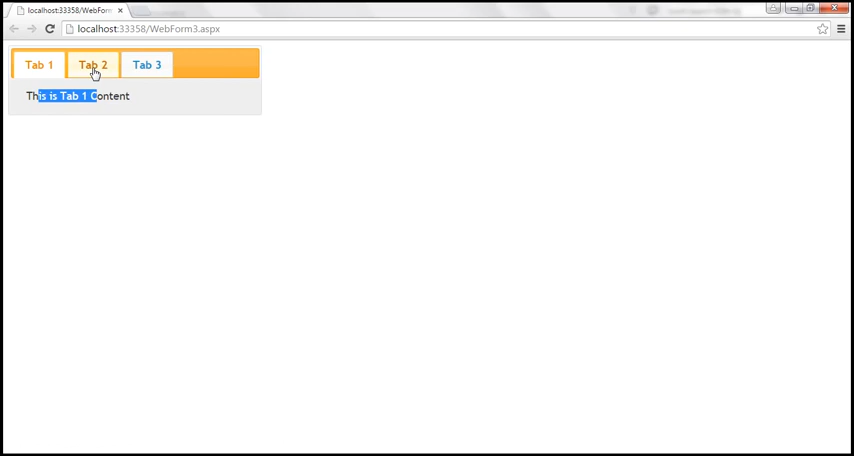 localhost:33358/WebForm
localhost:33358/WebForm3.aspx
Tab 1 Tab 2 Tab 3
This is Tab 1 Content